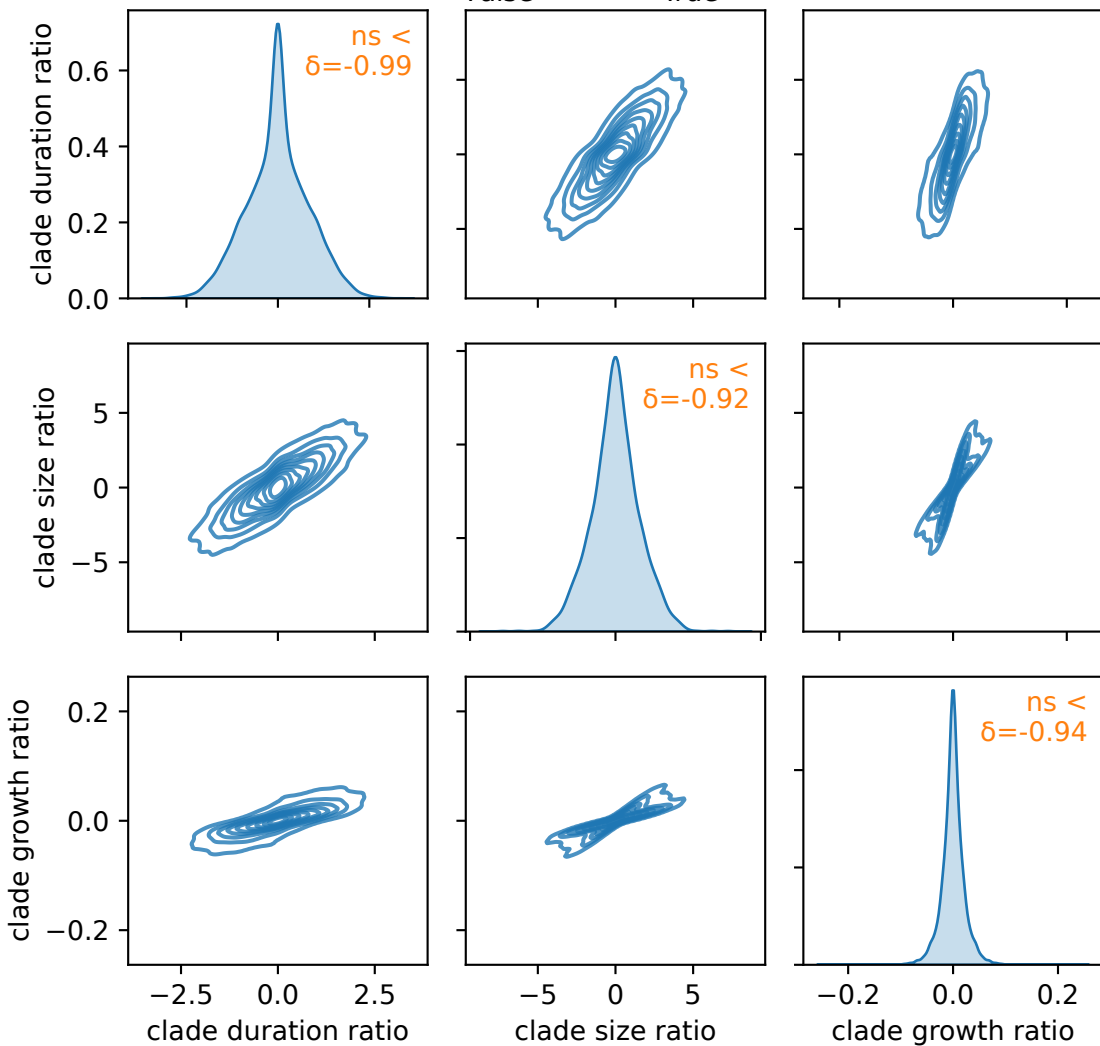 clade duration ratio
0.6
0.4
0.2
0.0
ns <
δ=-0.99
clade size ratio
5
0
−5
ns <
δ=-0.92
clade growth ratio
0.2
0.0
−0.2
ns <
δ=-0.94
−2.5 0.0 2.5
clade duration ratio
−5 0 5
clade size ratio
−0.2 0.0 0.2
clade growth ratio